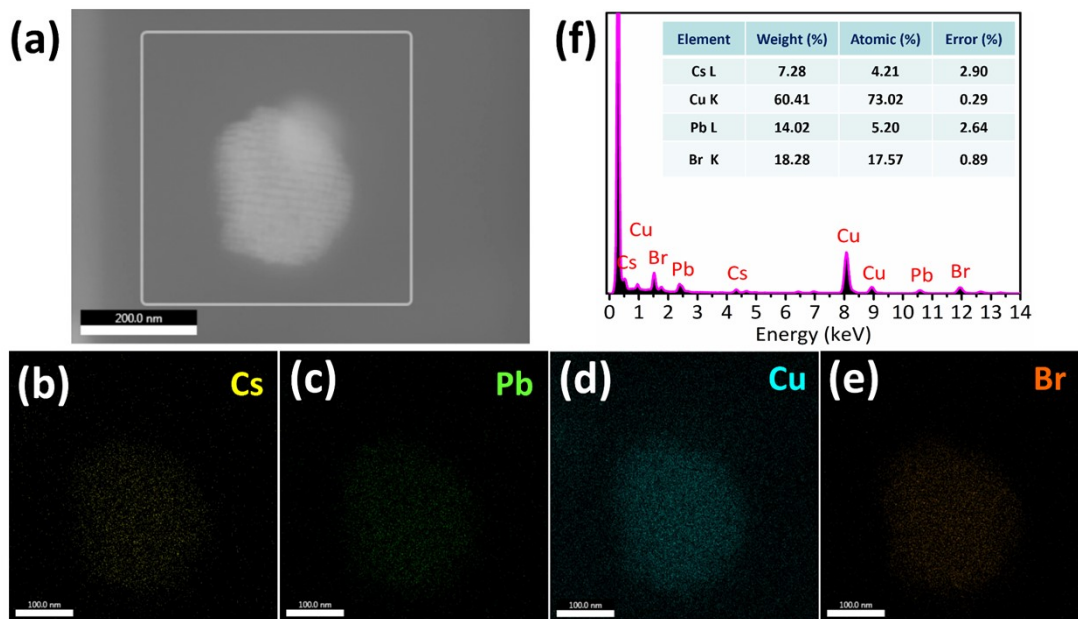 (a)
200.0 nm
(f)
Element Weight (%) Atomic (%) Error (%)
Cs L 7.28 4.21 2.90
Cu K 60.41 73.02 0.29
Pb L 14.02 5.20 2.64
Br K 18.28 17.57 0.89
Cs
Cu
Br
Pb
Cs
Cu
Cu
Pb
Br
0 1 2 3 4 5 6 7 8 9 10 11 12 13 14
Energy (keV)
(b) Cs
100.0 nm
(c) Pb
100.0 nm
(d) Cu
100.0 nm
(e) Br
100.0 nm